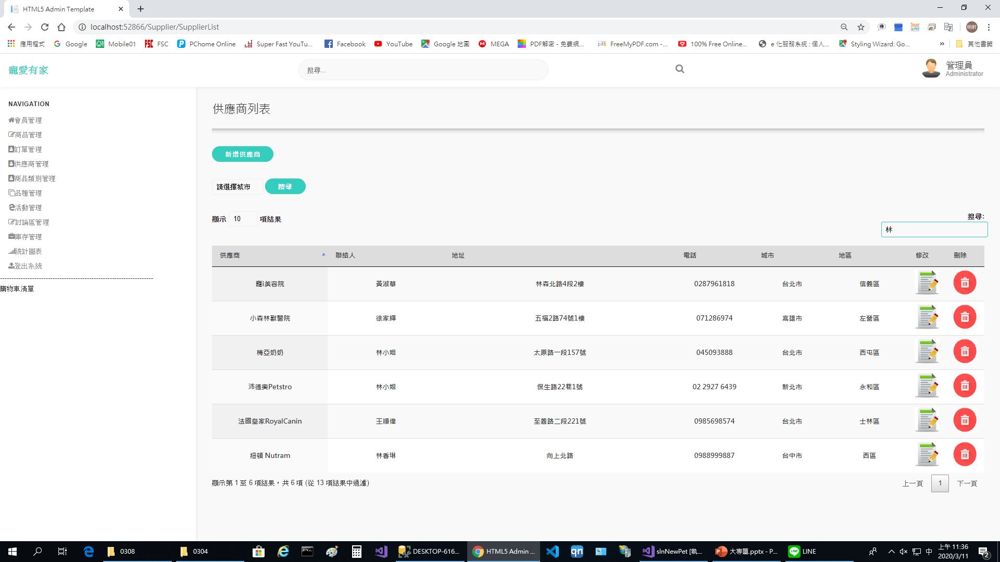 HTML5 Admin Template
localhost:52866/Supplier/SupplierList
明軒
應用程式 Google Mobile01 FSC PChome Online Super Fast YouTu... Facebook YouTube Google 地圖 MEGA PDF解密 - 免費網... FreeMyPDF.com -... 100% Free Online... e 化服務系統 : 個人... Styling Wizard: Go... » 其他書籤
寵愛有家
搜尋...
管理員
Administrator
NAVIGATION
會員管理
商品管理
訂單管理
供應商管理
商品類別管理
品種管理
活動管理
討論區管理
庫存管理
統計圖表
登出系統
購物車清單
供應商列表
新增供應商
請選擇城市 搜尋
顯示 10 項結果
搜尋:
林
供應商 聯絡人 地址 電話 城市 地區 修改 刪除
寵i美容院 黃淑華 林森北路4段2樓 0287961818 台北市 信義區
小森林獸醫院 徐家輝 五福2路74號1樓 071286974 高雄市 左營區
梅亞奶奶 林小姐 太原路一段157號 045093888 台北市 西屯區
沛德奧Petstro 林小姐 保生路22巷1號 02 2927 6439 新北市 永和區
法國皇家RoyalCanin 王順偉 至善路二段221號 0985698574 台北市 士林區
紐頓 Nutram 林香琳 向上北路 0988999887 台中市 西區
顯示第 1 至 6 項結果，共 6 項 (從 13 項結果中過濾)
上一頁 1 下一頁
0308 0304 DESKTOP-616... HTML5 Admin ... slnNewPet [執... 大專題.pptx - P... LINE 中 上午 11:36
2020/3/11 2